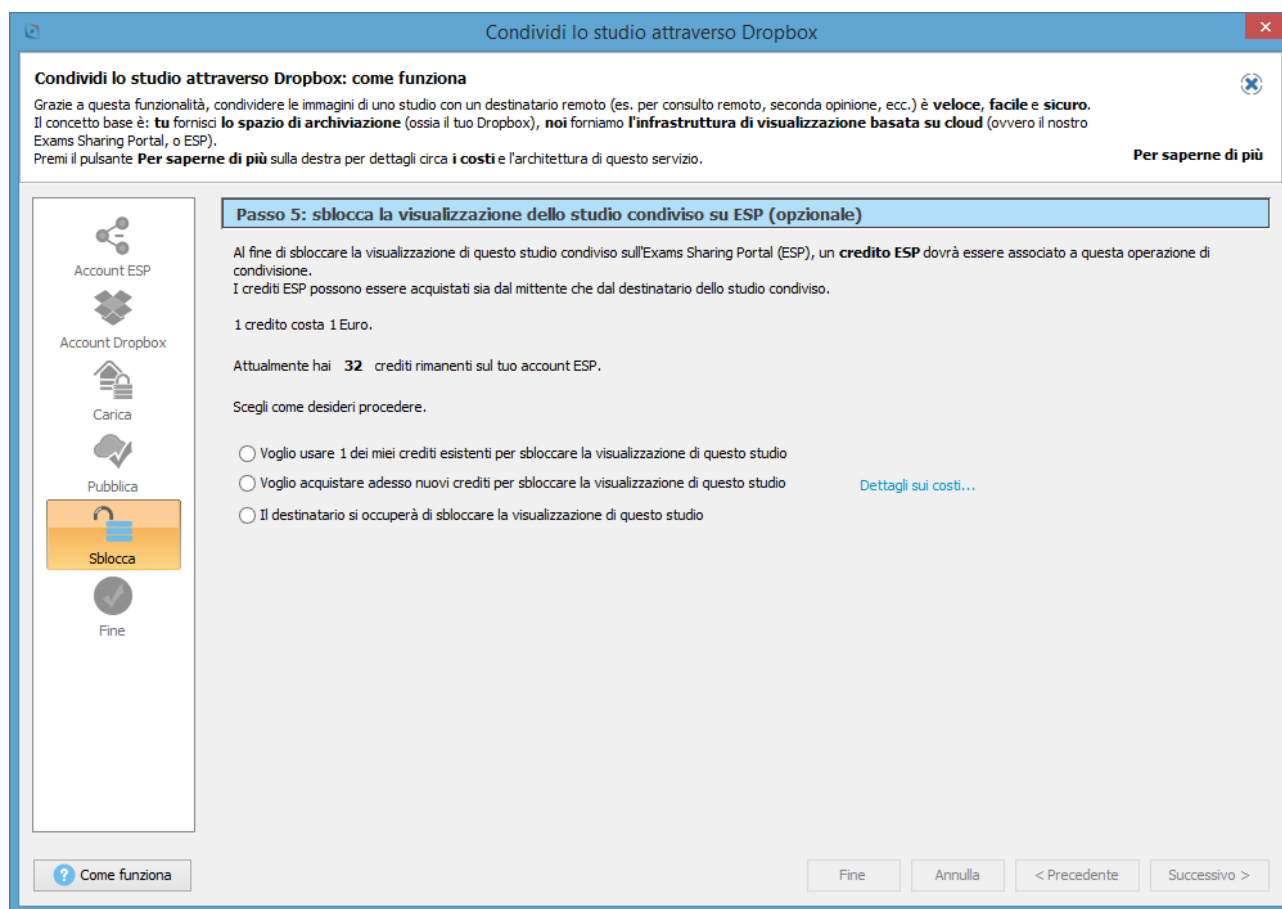 Condividi lo studio attraverso Dropbox
Condividi lo studio attraverso Dropbox: come funziona
Grazie a questa funzionalità, condividere le immagini di uno studio con un destinatario remoto (es. per consulto remoto, seconda opinione, ecc.) è veloce, facile e sicuro.
Il concetto base è: tu fornisci lo spazio di archiviazione (ossia il tuo Dropbox), noi forniamo l'infrastruttura di visualizzazione basata su cloud (ovvero il nostro
Exams Sharing Portal, o ESP).
Premi il pulsante Per saperne di più sulla destra per dettagli circa i costi e l'architettura di questo servizio.
Per saperne di più
Account ESP
Account Dropbox
Carica
Pubblica
Sblocca
Fine
Passo 5: sblocca la visualizzazione dello studio condiviso su ESP (opzionale)
Al fine di sbloccare la visualizzazione di questo studio condiviso sull'Exams Sharing Portal (ESP), un credito ESP dovrà essere associato a questa operazione di
condivisione.
I crediti ESP possono essere acquistati sia dal mittente che dal destinatario dello studio condiviso.
1 credito costa 1 Euro.
Attualmente hai 32 crediti rimanenti sul tuo account ESP.
Scegli come desideri procedere.
Voglio usare 1 dei miei crediti esistenti per sbloccare la visualizzazione di questo studio
Voglio acquistare adesso nuovi crediti per sbloccare la visualizzazione di questo studio
Dettagli sui costi...
Il destinatario si occuperà di sbloccare la visualizzazione di questo studio
? Come funziona
Fine
Annulla
< Precedente
Successivo >